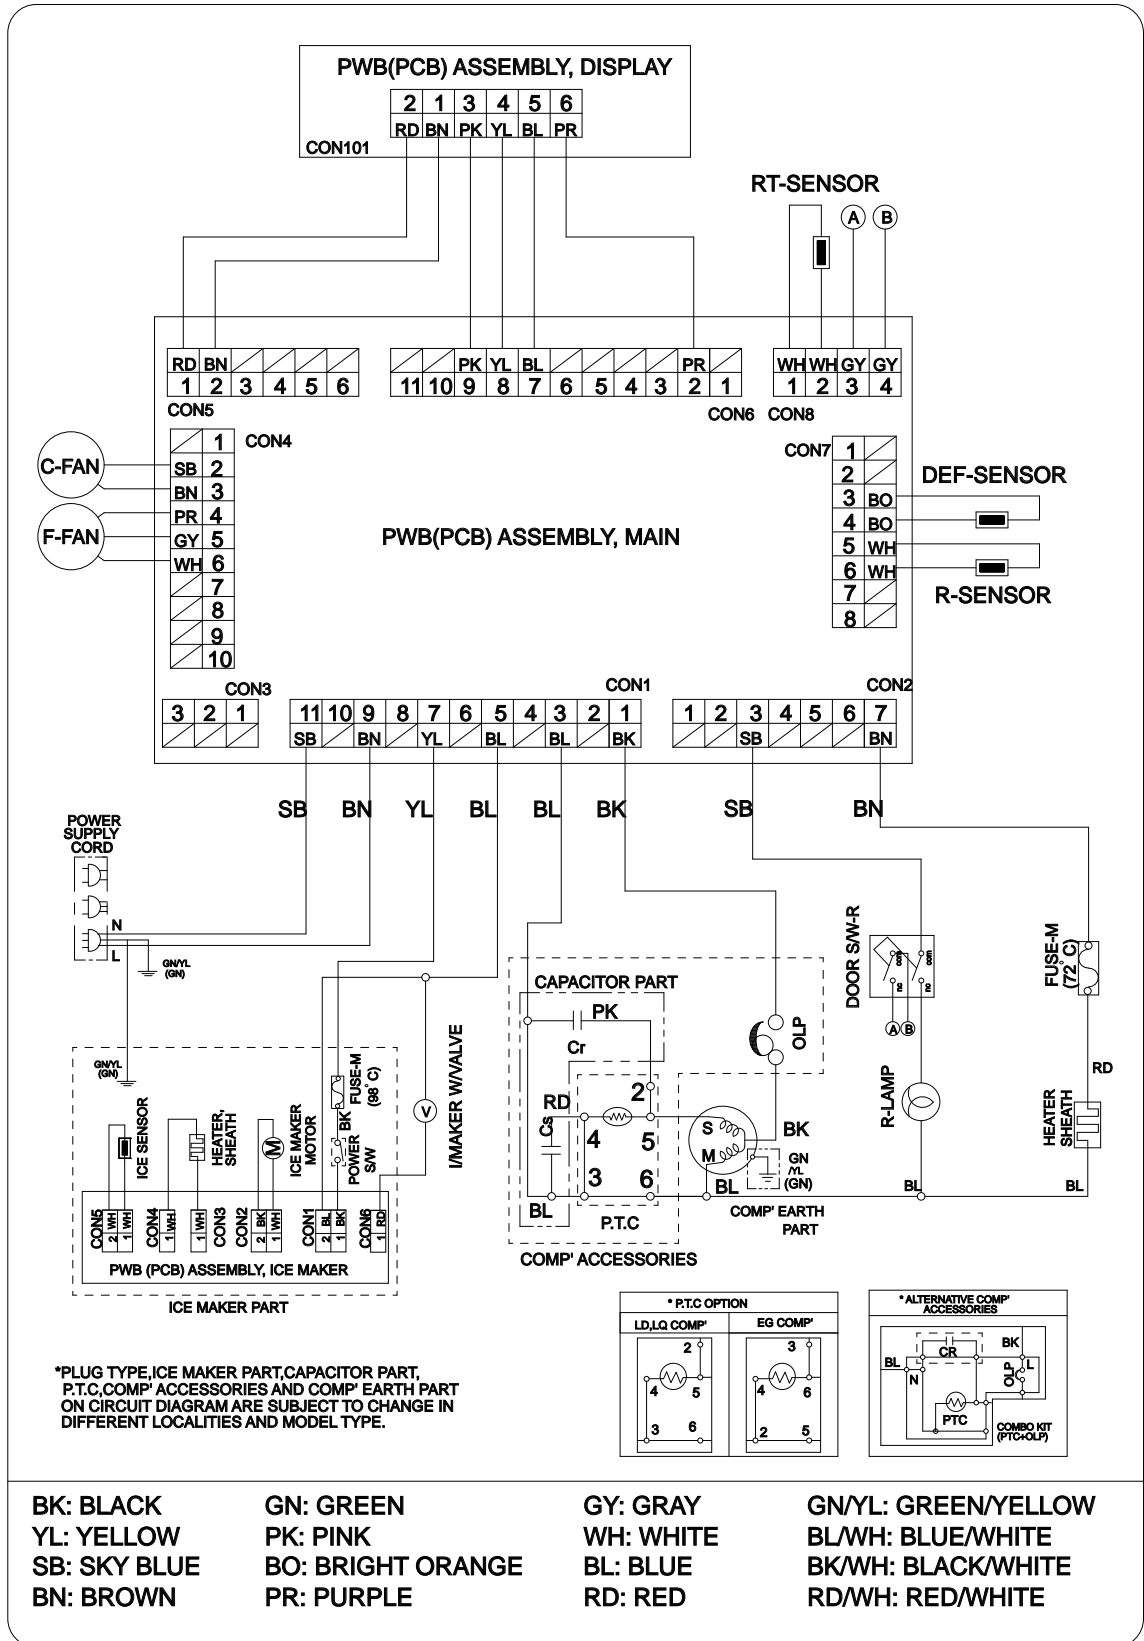 PWB(PCB) ASSEMBLY, DISPLAY
2 1 3 4 5 6
RD BN PK YL BL PR
CON101
RT-SENSOR
A B
RD BN
1 2 3 4 5 6
CON5
PK YL BL PR
11 10 9 8 7 6 5 4 3 2 1
CON6
WH WH GY GY
1 2 3 4
CON8
C-FAN
F-FAN
CON4
1
SB 2
BN 3
PR 4
GY 5
WH 6
7
8
9
10
PWB(PCB) ASSEMBLY, MAIN
CON7
1
2
3 BO
4 BO
5 WH
6 WH
7
8
DEF-SENSOR
R-SENSOR
CON3
3 2 1
CON1
11 10 9 8 7 6 5 4 3 2 1
SB BN YL BL BL BK
CON2
1 2 3 4 5 6 7
SB BN
SB BN YL BL BL BK SB BN
POWER
SUPPLY
CORD
N
L
GN/YL
(GN)
GN/YL
(GN)
ICE SENSOR
HEATER,
SHEATH
M
ICE MAKER
MOTOR
FUSE-M
(98°C)
BK
POWER
S/W
V
I/MAKER W/VALVE
CON5
2 WH
1 WH
CON4
1 WH
1 WH
CON3
CON2
2 BK
1 WH
CON1
2 BL
1 BK
CON6
1 RD
PWB (PCB) ASSEMBLY, ICE MAKER
ICE MAKER PART
CAPACITOR PART
PK
Cr
RD
Cs
2
4 5
3 6
BL
P.T.C
COMP' ACCESSORIES
OLP
S
M
BK
BL
GN
/YL
(GN)
COMP' EARTH
PART
DOOR S/W-R
com com
nc nc
A B
R-LAMP
BL
FUSE-M
(72°C)
RD
HEATER
SHEATH
BL
* P.T.C OPTION
LD,LQ COMP' EG COMP'
2
4 5
3 6
3
4 6
2 5
* ALTERNATIVE COMP'
ACCESSORIES
CR
BK
BL
N
OLP
L
PTC
COMBO KIT
(PTC+OLP)
*PLUG TYPE,ICE MAKER PART,CAPACITOR PART,
P.T.C,COMP' ACCESSORIES AND COMP' EARTH PART
ON CIRCUIT DIAGRAM ARE SUBJECT TO CHANGE IN
DIFFERENT LOCALITIES AND MODEL TYPE.
BK: BLACK GN: GREEN GY: GRAY GN/YL: GREEN/YELLOW
YL: YELLOW PK: PINK WH: WHITE BL/WH: BLUE/WHITE
SB: SKY BLUE BO: BRIGHT ORANGE BL: BLUE BK/WH: BLACK/WHITE
BN: BROWN PR: PURPLE RD: RED RD/WH: RED/WHITE